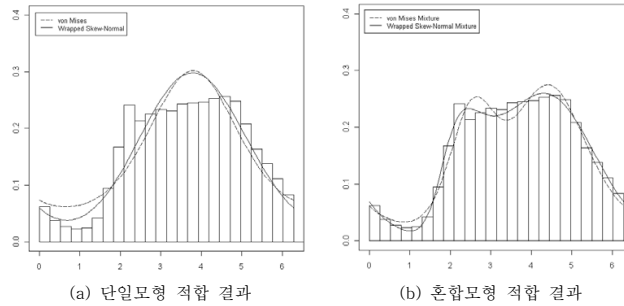 von Mises
Wrapped Skew-Normal
0.4
0.3
0.2
0.1
0.0
0 1 2 3 4 5 6
(a) 단일모형 적합 결과
von Mises Mixture
Wrapped Skew-Normal Mixture
0.4
0.3
0.2
0.1
0.0
0 1 2 3 4 5 6
(b) 혼합모형 적합 결과